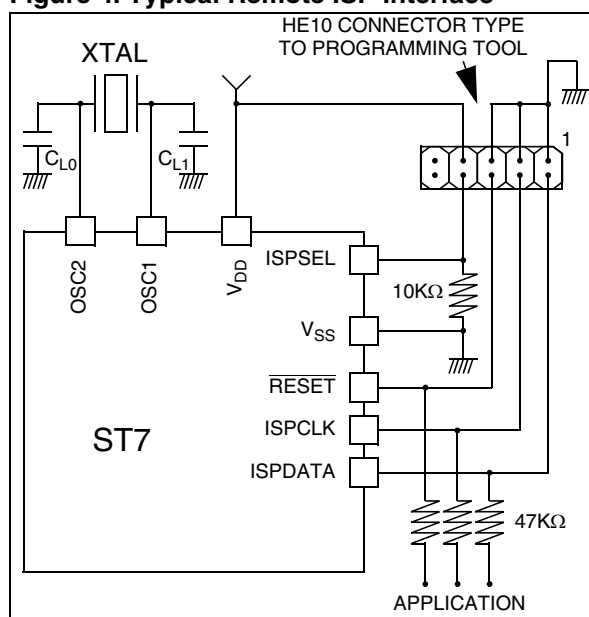 Figure 4. Typical Remote ISP Interface
HE10 CONNECTOR TYPE
TO PROGRAMMING TOOL
XTAL
1
CL0
CL1
OSC2
OSC1
VDD
ISPSEL
10KΩ
VSS
RESET
ISPCLK
ST7
ISPDATA
47KΩ
APPLICATION